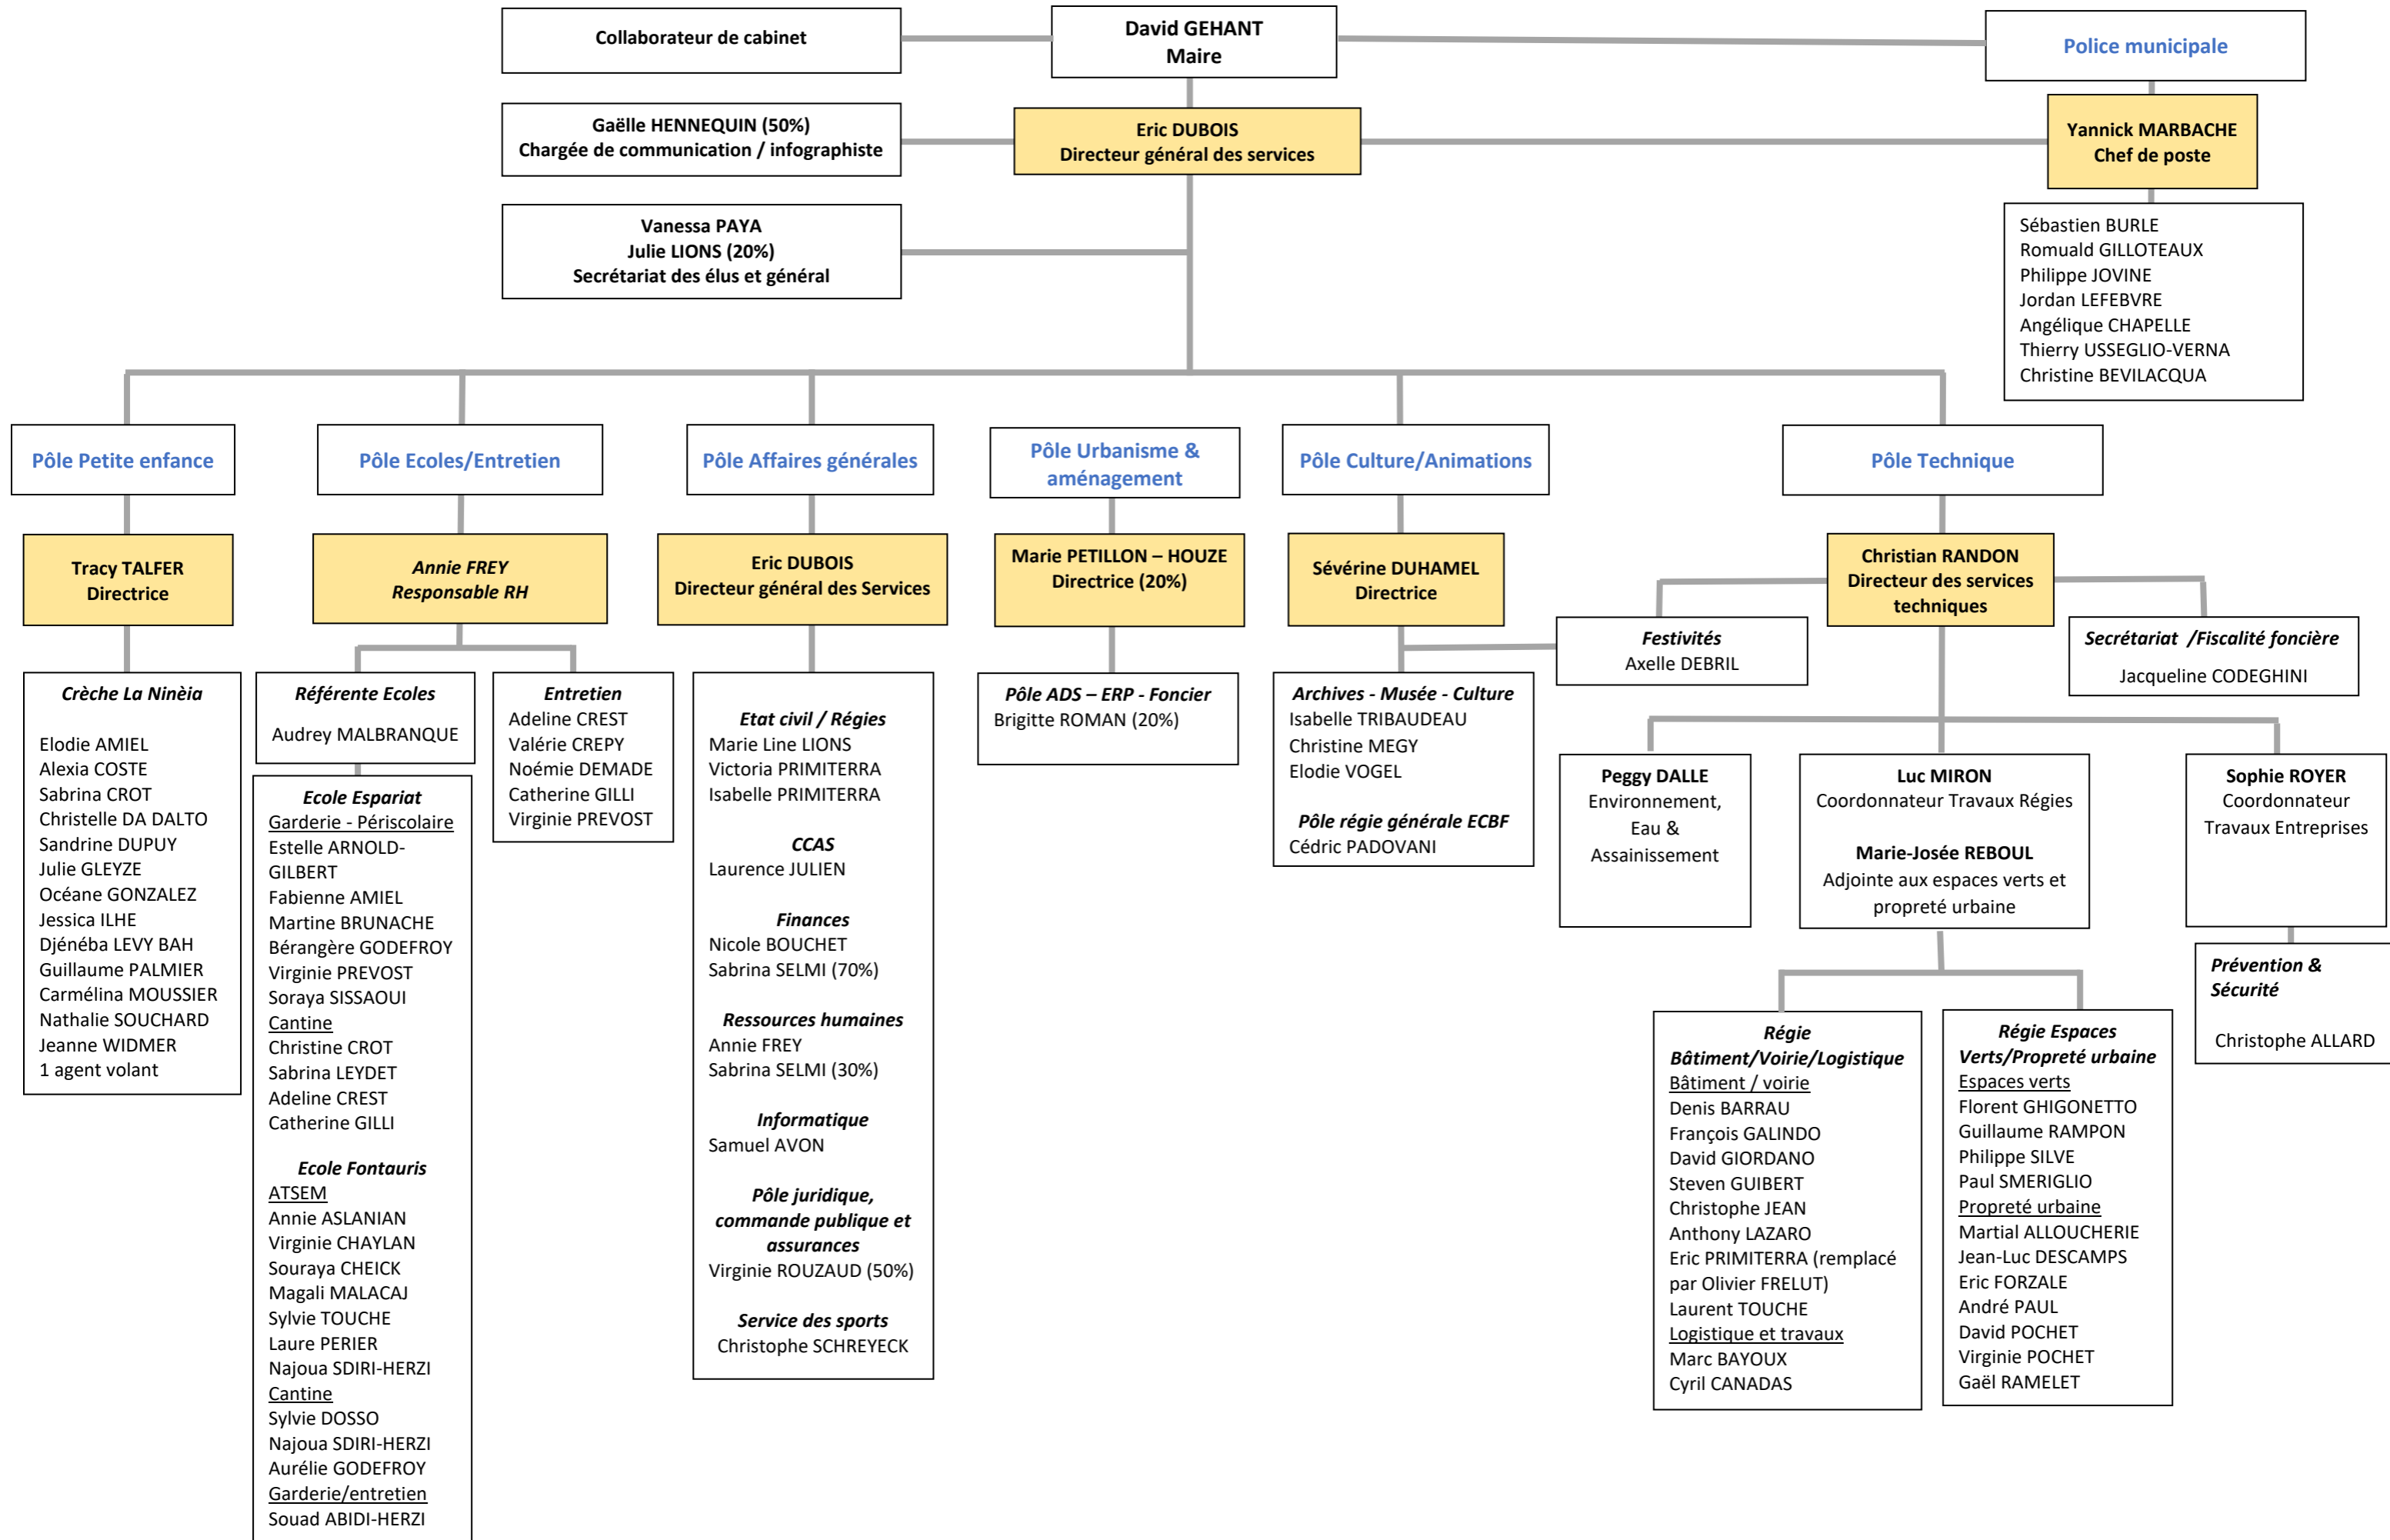 Collaborateur de cabinet
David GEHANT
Maire
Police municipale
Gaëlle HENNEQUIN (50%)
Chargée de communication / infographiste
Eric DUBOIS
Directeur général des services
Yannick MARBACHE
Chef de poste
Vanessa PAYA
Julie LIONS (20%)
Secrétariat des élus et général
Sébastien BURLE
Romuald GILLOTEAUX
Philippe JOVINE
Jordan LEFEBVRE
Angélique CHAPELLE
Thierry USSEGLIO-VERNA
Christine BEVILACQUA
Pôle Petite enfance
Tracy TALFER
Directrice
Crèche La Ninèia
Elodie AMIEL
Alexia COSTE
Sabrina CROT
Christelle DA DALTO
Sandrine DUPUY
Julie GLEYZE
Océane GONZALEZ
Jessica ILHE
Djénéba LEVY BAH
Guillaume PALMIER
Carmélina MOUSSIER
Nathalie SOUCHARD
Jeanne WIDMER
1 agent volant
Pôle Ecoles/Entretien
Annie FREY
Responsable RH
Référente Ecoles
Audrey MALBRANQUE
Ecole Espariat
Garderie - Périscolaire
Estelle ARNOLD-
GILBERT
Fabienne AMIEL
Martine BRUNACHE
Bérangère GODEFROY
Virginie PREVOST
Soraya SISSAOUI
Cantine
Christine CROT
Sabrina LEYDET
Adeline CREST
Catherine GILLI
Ecole Fontauris
ATSEM
Annie ASLANIAN
Virginie CHAYLAN
Souraya CHEICK
Magali MALACAJ
Sylvie TOUCHE
Laure PERIER
Najoua SDIRI-HERZI
Cantine
Sylvie DOSSO
Najoua SDIRI-HERZI
Aurélie GODEFROY
Garderie/entretien
Souad ABIDI-HERZI
Entretien
Adeline CREST
Valérie CREPY
Noémie DEMADE
Catherine GILLI
Virginie PREVOST
Pôle Affaires générales
Eric DUBOIS
Directeur général des Services
Etat civil / Régies
Marie Line LIONS
Victoria PRIMITERRA
Isabelle PRIMITERRA
CCAS
Laurence JULIEN
Finances
Nicole BOUCHET
Sabrina SELMI (70%)
Ressources humaines
Annie FREY
Sabrina SELMI (30%)
Informatique
Samuel AVON
Pôle juridique,
commande publique et
assurances
Virginie ROUZAUD (50%)
Service des sports
Christophe SCHREYECK
Pôle Urbanisme &
aménagement
Marie PETILLON – HOUZE
Directrice (20%)
Pôle ADS – ERP - Foncier
Brigitte ROMAN (20%)
Pôle Culture/Animations
Sévérine DUHAMEL
Directrice
Archives - Musée - Culture
Isabelle TRIBAUDEAU
Christine MEGY
Elodie VOGEL
Pôle régie générale ECBF
Cédric PADOVANI
Pôle Technique
Christian RANDON
Directeur des services
techniques
Festivités
Axelle DEBRIL
Secrétariat /Fiscalité foncière
Jacqueline CODEGHINI
Peggy DALLE
Environnement,
Eau &
Assainissement
Luc MIRON
Coordonnateur Travaux Régies
Marie-Josée REBOUL
Adjointe aux espaces verts et
propreté urbaine
Sophie ROYER
Coordonnateur
Travaux Entreprises
Prévention &
Sécurité
Christophe ALLARD
Régie
Bâtiment/Voirie/Logistique
Bâtiment / voirie
Denis BARRAU
François GALINDO
David GIORDANO
Steven GUIBERT
Christophe JEAN
Anthony LAZARO
Eric PRIMITERRA (remplacé
par Olivier FRELUT)
Laurent TOUCHE
Logistique et travaux
Marc BAYOUX
Cyril CANADAS
Régie Espaces
Verts/Propreté urbaine
Espaces verts
Florent GHIGONETTO
Guillaume RAMPON
Philippe SILVE
Paul SMERIGLIO
Propreté urbaine
Martial ALLOUCHERIE
Jean-Luc DESCAMPS
Eric FORZALE
André PAUL
David POCHET
Virginie POCHET
Gaël RAMELET